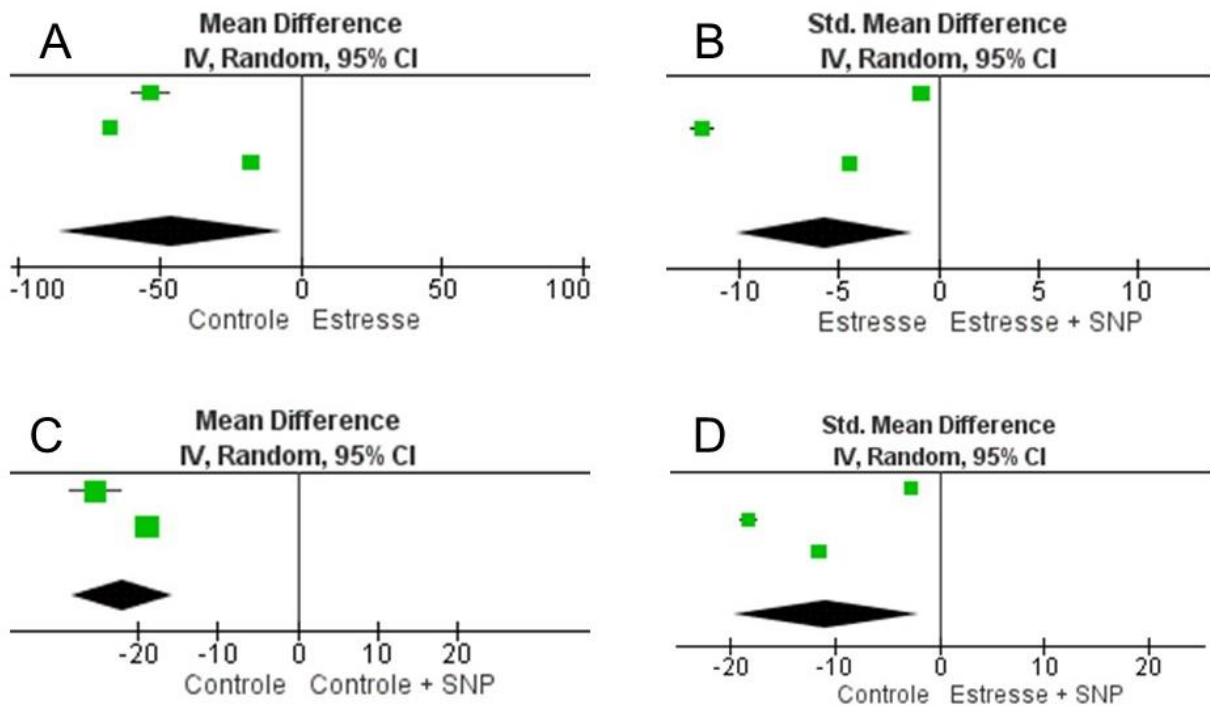 A
Mean Difference
IV, Random, 95% CI
-100 -50 0 50 100
Controle Estresse
B
Std. Mean Difference
IV, Random, 95% CI
-10 -5 0 5 10
Estresse Estresse + SNP
C
Mean Difference
IV, Random, 95% CI
-20 -10 0 10 20
Controle Controle + SNP
D
Std. Mean Difference
IV, Random, 95% CI
-20 -10 0 10 20
Controle Estresse + SNP